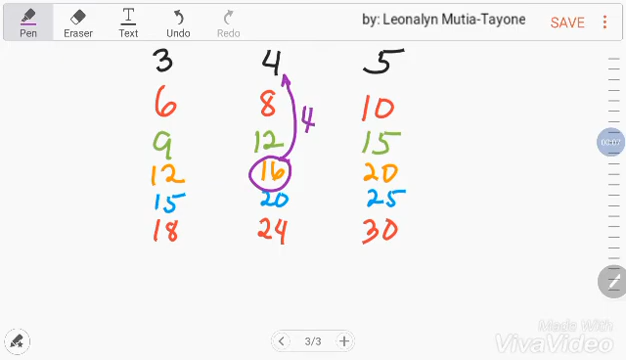 by: Leonalyn Mutia-Tayone
Pen Eraser Text Undo Redo SAVE
3 4 5
6 8 10
4
9 12 15
12 16 20
15 20 25
18 24 30
3/3
Made With
VivaVideo